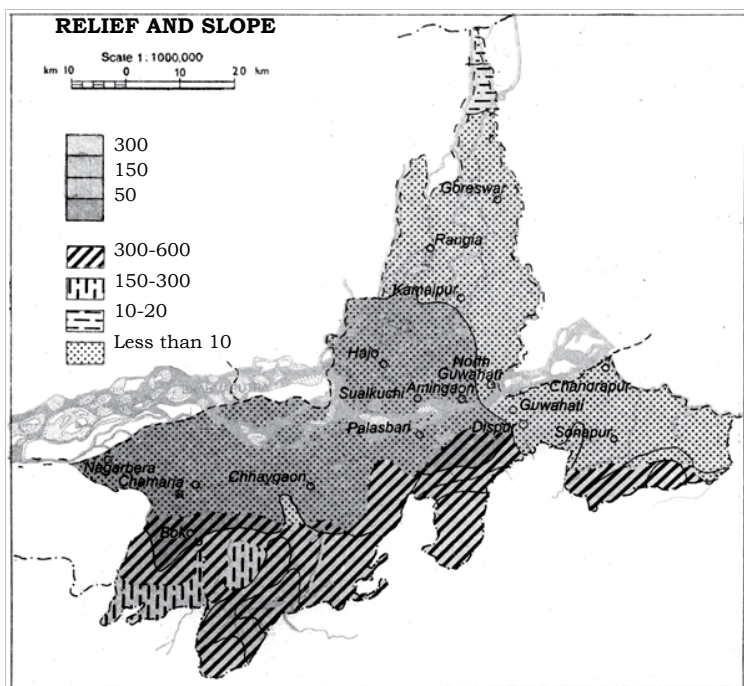 RELIEF AND SLOPE
Scale 1:1000,000
km 10 0 10 20 km
300
150
50
300-600
150-300
10-20
Less than 10
Goreswar
Rangia
Kamalpur
Hajo
North
Guwahati
Chandrapur
Sualkuchi
Amingaon
Guwahati
Palasbari
Dispur
Sonapur
Nagarbera
Chamaria
Chhaygaon
Boko